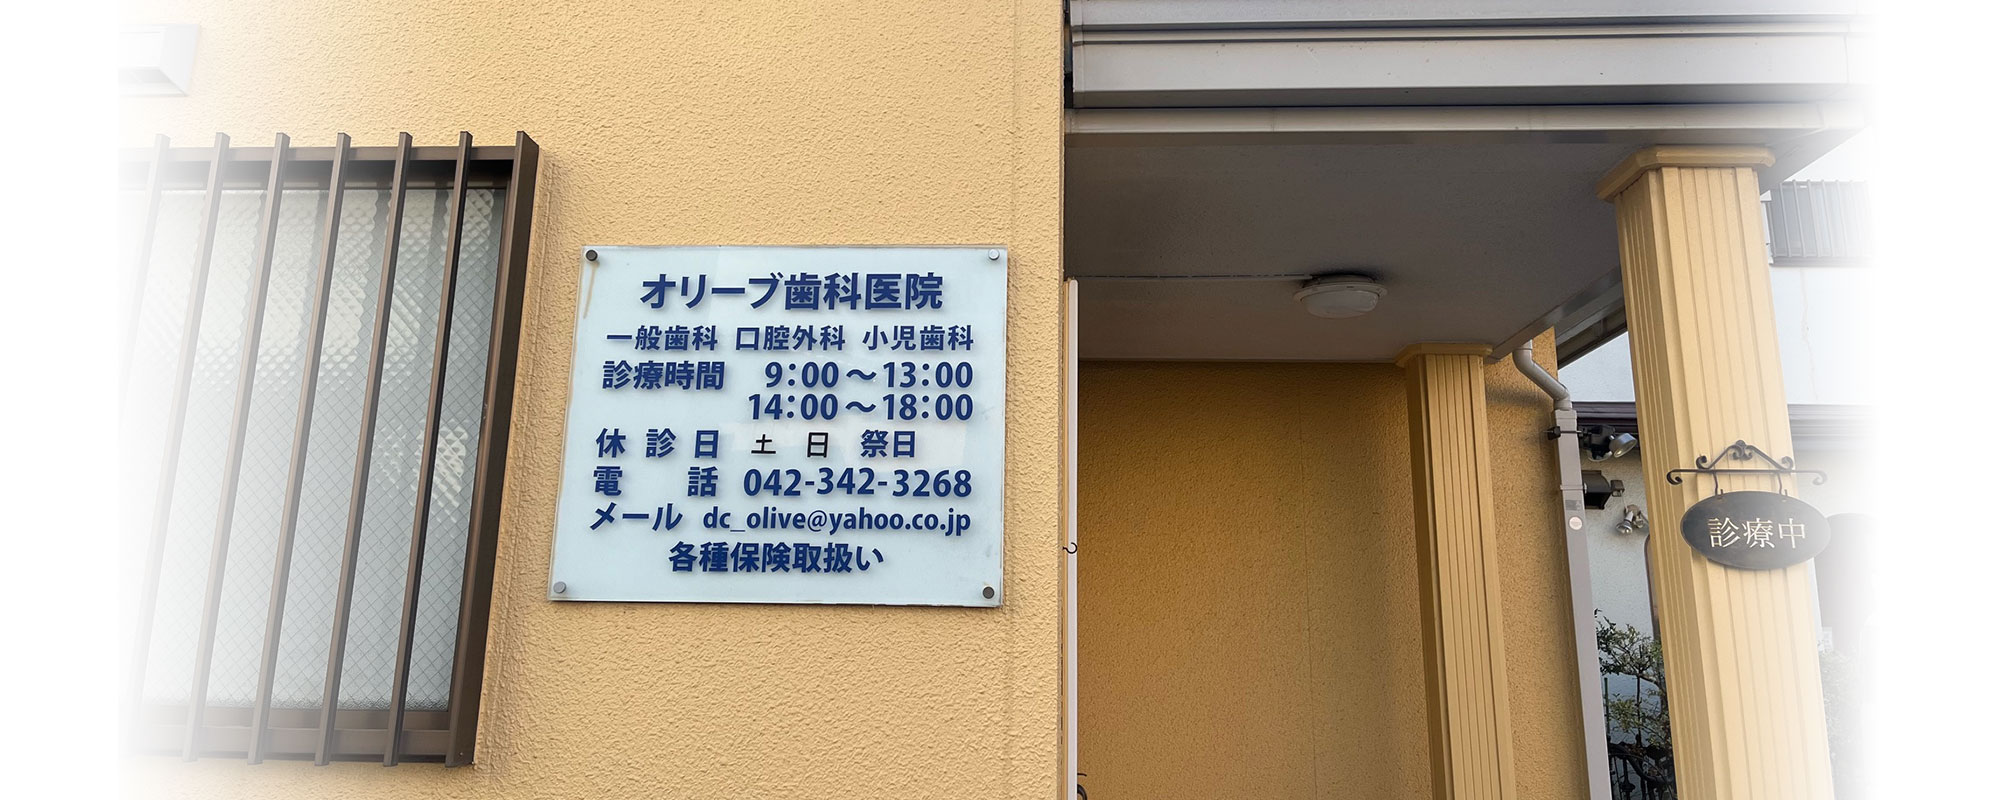 オリーブ歯科医院
一般歯科 口腔外科 小児歯科
診療時間 9:00～13:00
14:00～18:00
休診日 土 日 祭日
電話 042-342-3268
メール dc_olive@yahoo.co.jp
各種保険取扱い
診療中